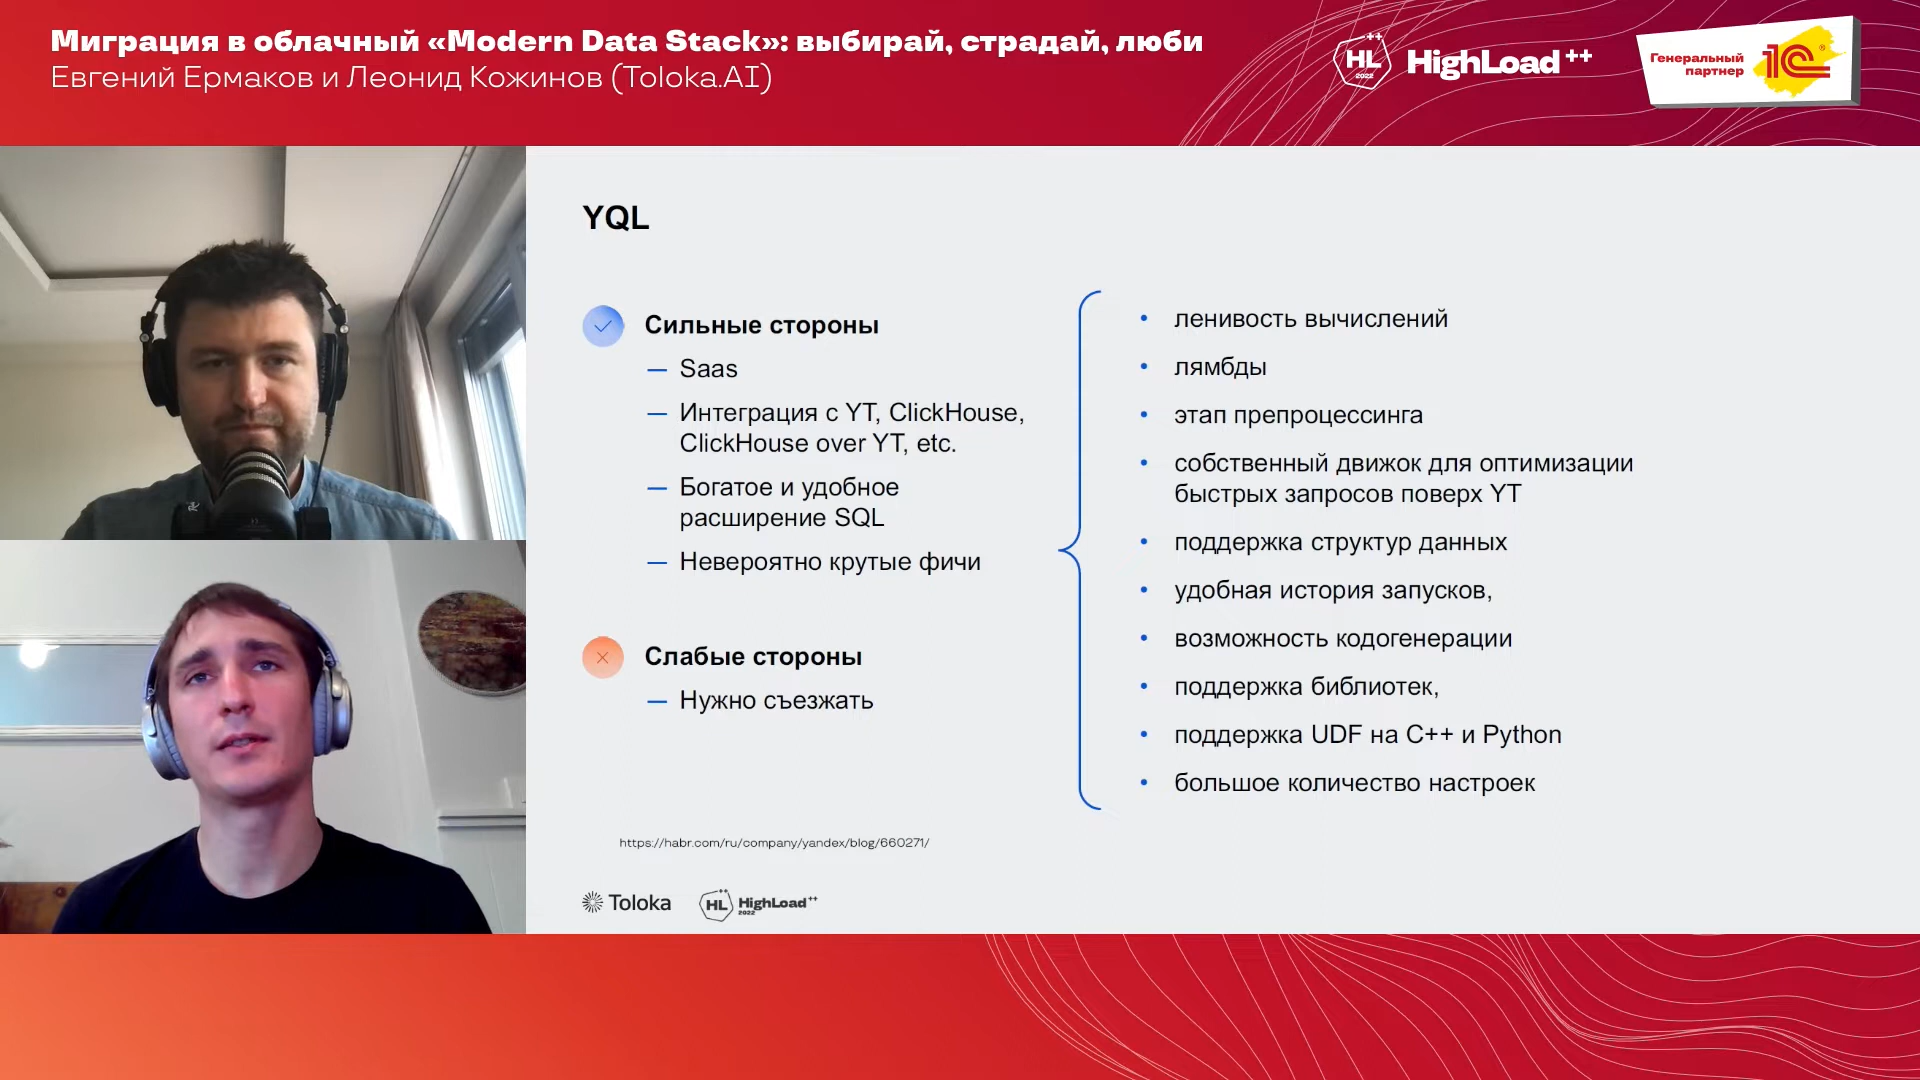 Миграция в облачный «Modern Data Stack»: выбирай, страдай, люби
Евгений Ермаков и Леонид Кожинов (Toloka.AI)
HL++
2022
HighLoad++
Генеральный
партнер
1С®
YQL
Сильные стороны
— Saas
— Интеграция с YT, ClickHouse,
ClickHouse over YT, etc.
— Богатое и удобное
расширение SQL
— Невероятно крутые фичи
Слабые стороны
— Нужно съезжать
• ленивость вычислений
• лямбды
• этап препроцессинга
• собственный движок для оптимизации
быстрых запросов поверх YT
• поддержка структур данных
• удобная история запусков,
• возможность кодогенерации
• поддержка библиотек,
• поддержка UDF на C++ и Python
• большое количество настроек
https://habr.com/ru/company/yandex/blog/660271/
Toloka
HL++
HighLoad++
2022